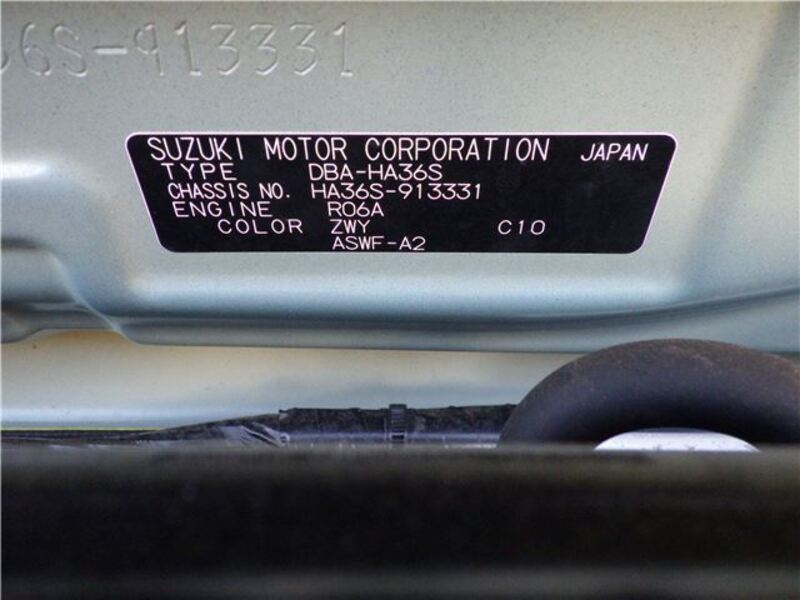 36S-913331
SUZUKI MOTOR CORPORATION JAPAN
TYPE DBA-HA36S
CHASSIS NO. HA36S-913331
ENGINE R06A
COLOR ZWY C10
ASWF-A2